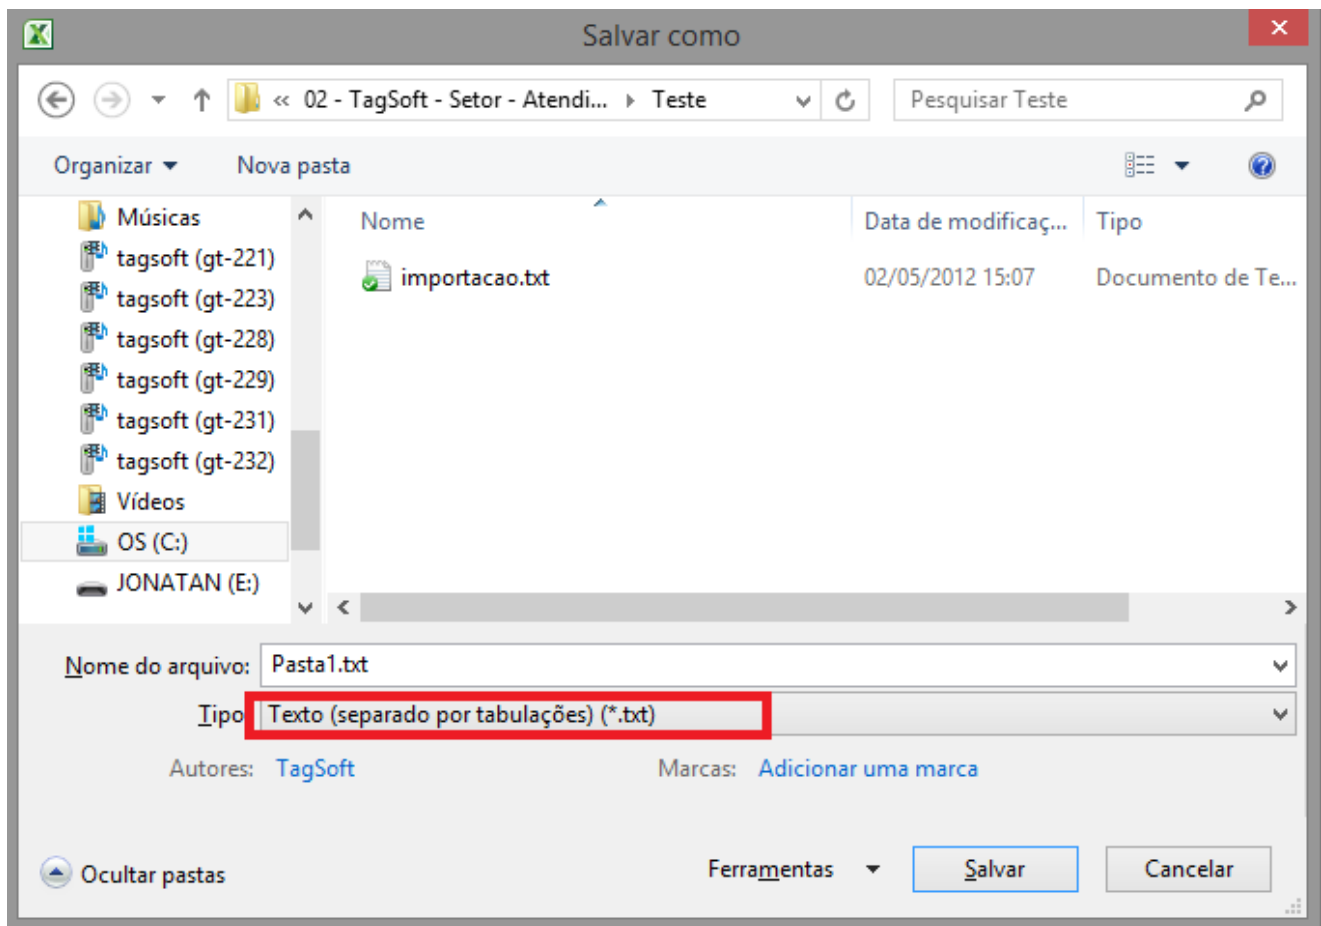 Salvar como
« 02 - TagSoft - Setor - Atendi... Teste
Pesquisar Teste
Organizar
Nova pasta
Nome
Data de modificaç...
Tipo
Músicas
tagsoft (gt-221)
tagsoft (gt-223)
tagsoft (gt-228)
tagsoft (gt-229)
tagsoft (gt-231)
tagsoft (gt-232)
Vídeos
OS (C:)
JONATAN (E:)
importacao.txt
02/05/2012 15:07
Documento de Te...
Nome do arquivo: Pasta1.txt
Tipo Texto (separado por tabulações) (*.txt)
Autores: TagSoft
Marcas: Adicionar uma marca
Ocultar pastas
Ferramentas
Salvar
Cancelar